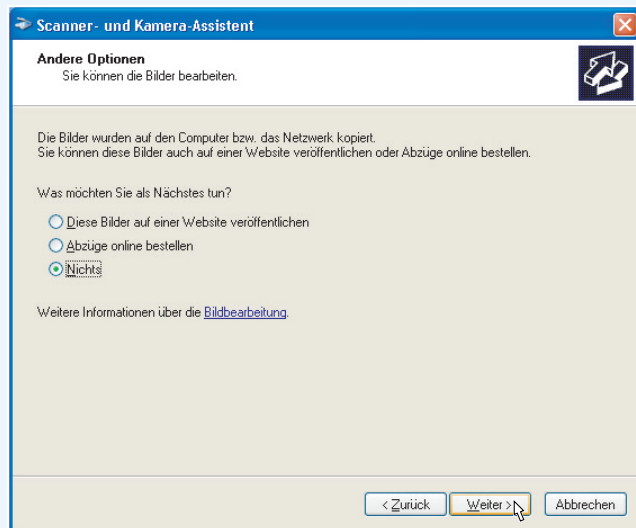 Scanner- und Kamera-Assistent
Andere Optionen
Sie können die Bilder bearbeiten.
Die Bilder wurden auf den Computer bzw. das Netzwerk kopiert.
Sie können diese Bilder auch auf einer Website veröffentlichen oder Abzüge online bestellen.
Was möchten Sie als Nächstes tun?
Diese Bilder auf einer Website veröffentlichen
Abzüge online bestellen
Nichts
Weitere Informationen über die Bildbearbeitung.
< Zurück Weiter > Abbrechen